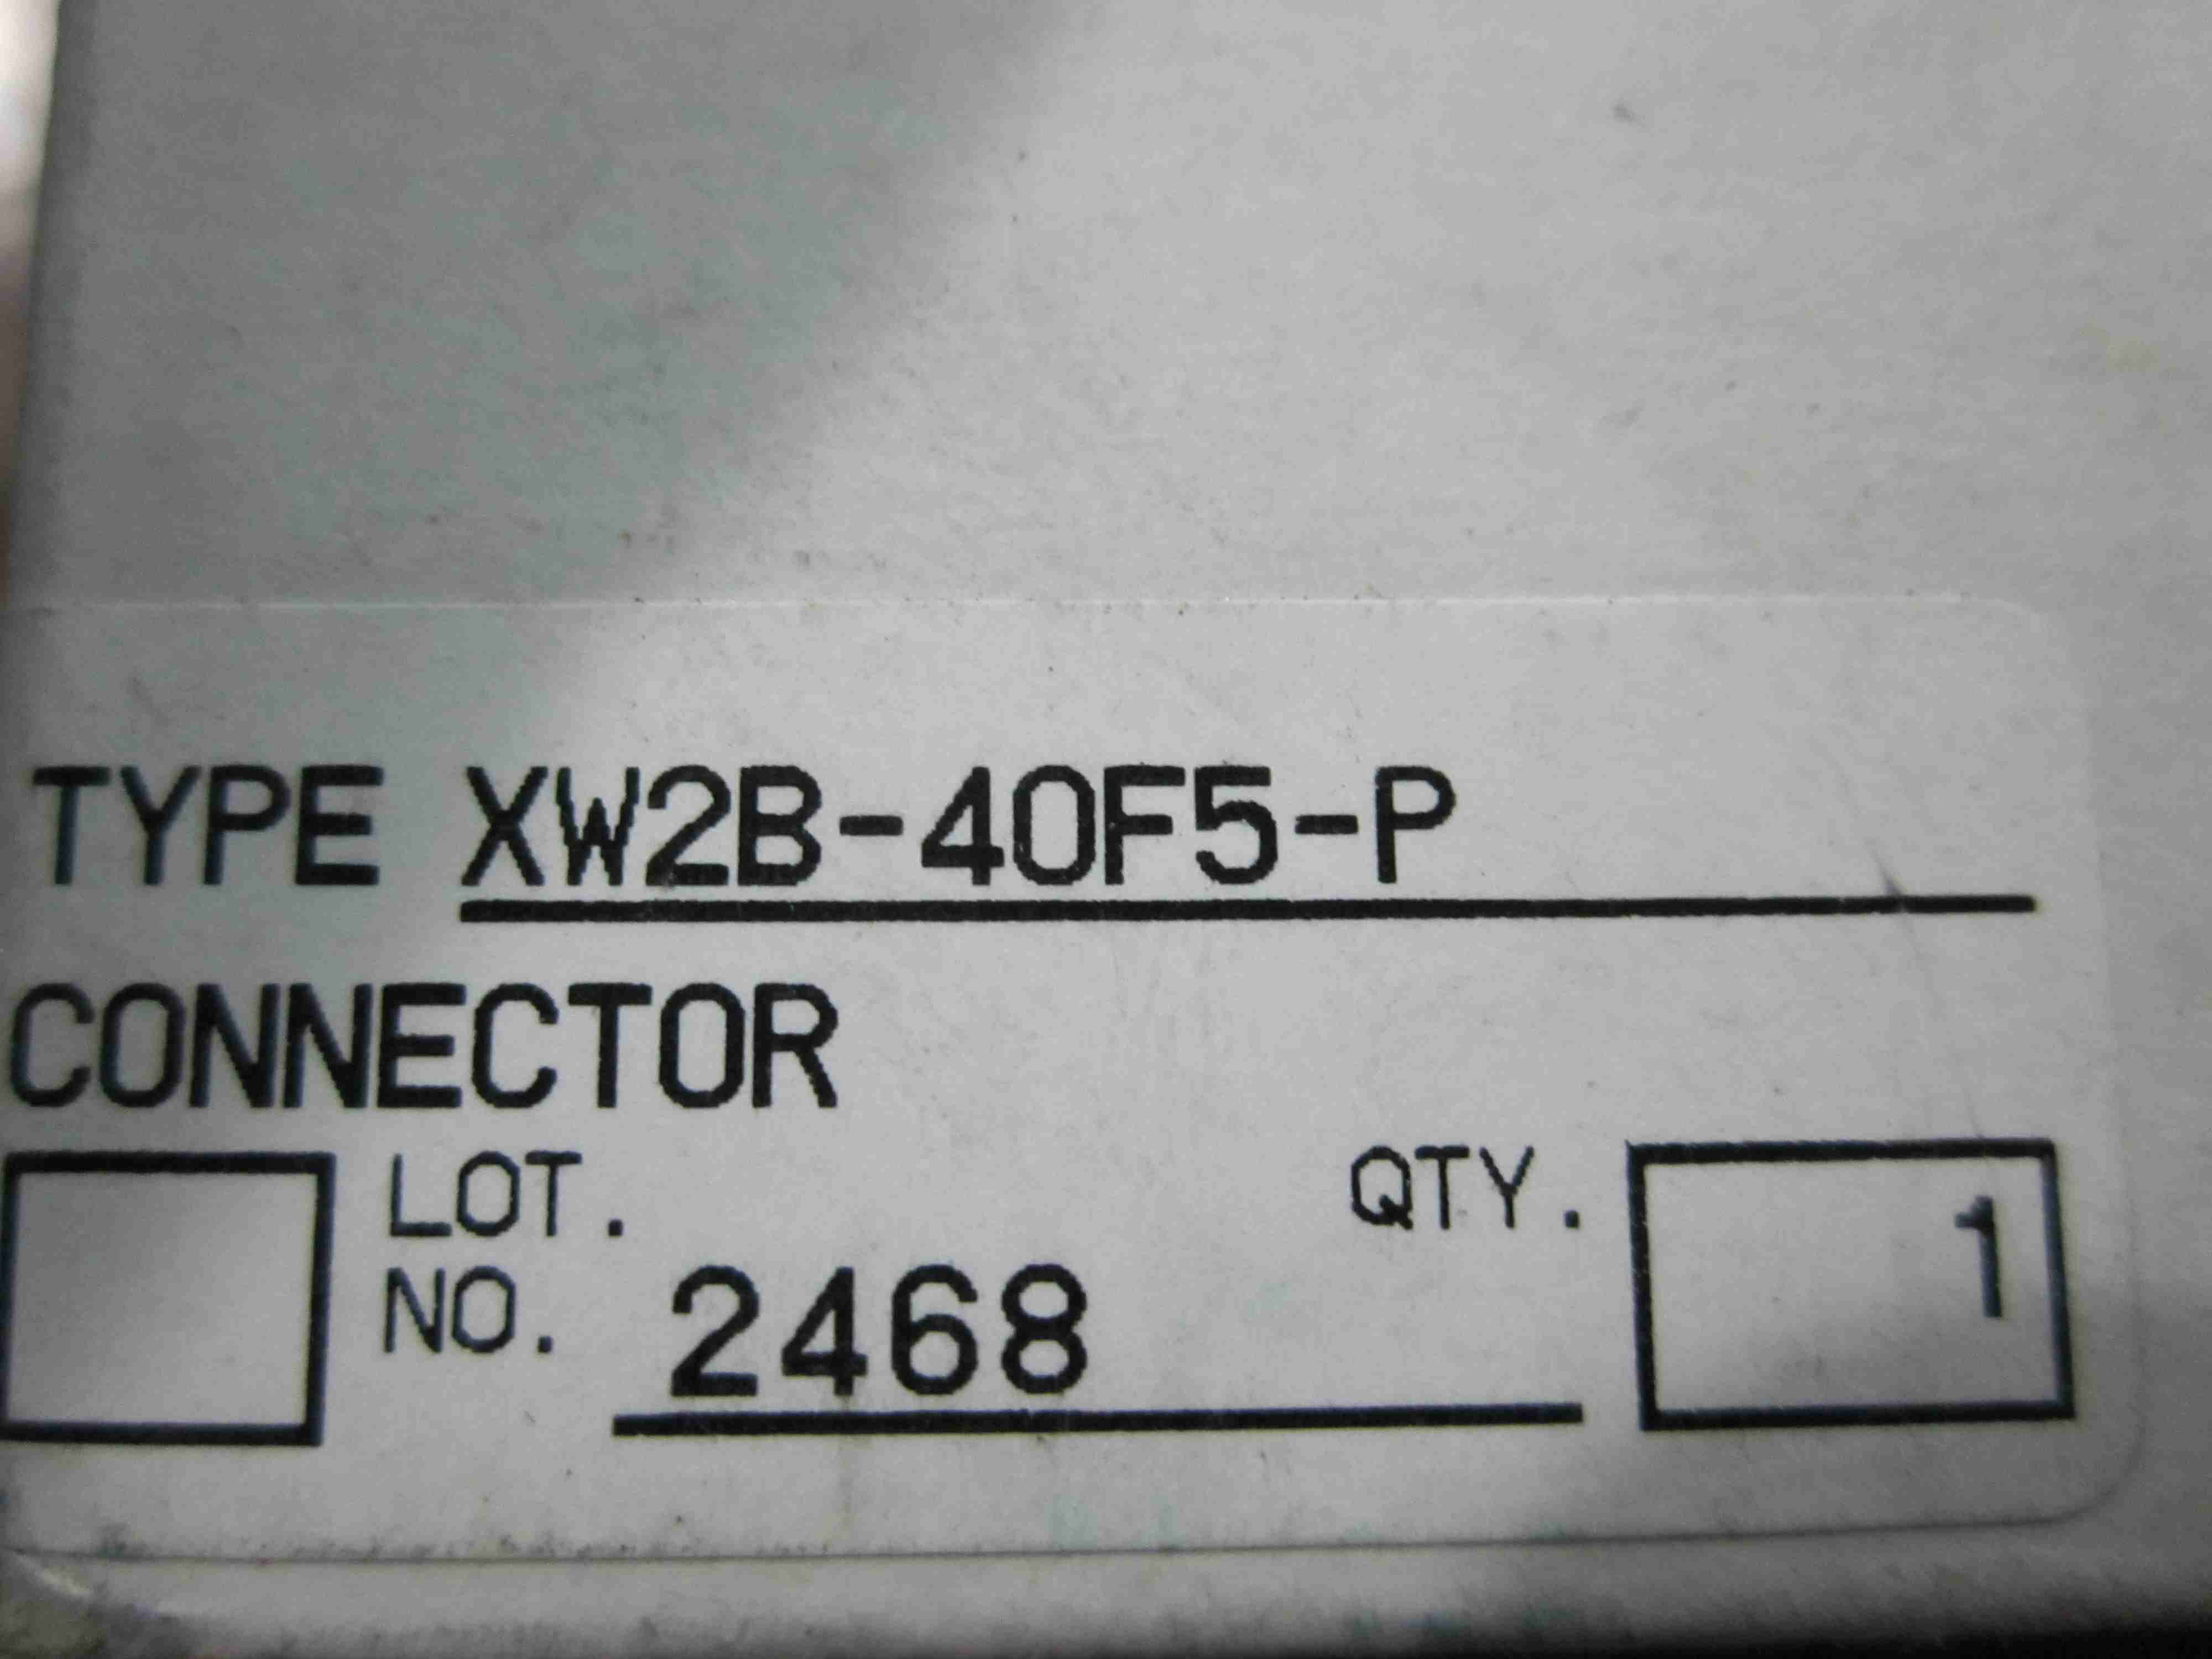 TYPE XW2B-40F5-P
CONNECTOR
LOT. QTY. 1
NO. 2468